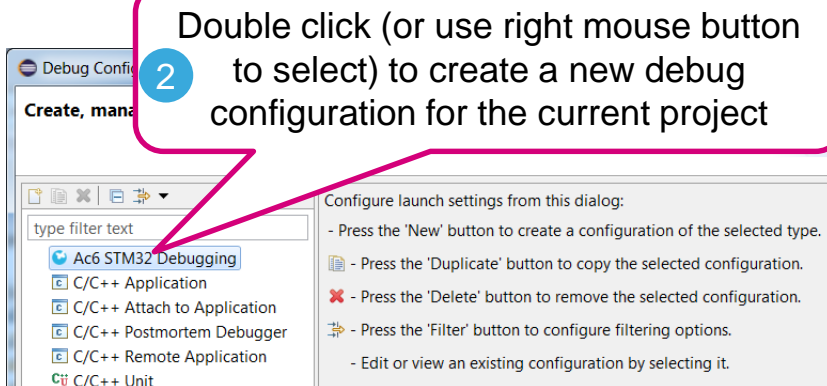 Double click (or use right mouse button
to select) to create a new debug
configuration for the current project
2
Debug Config
Create, mana
type filter text
Ac6 STM32 Debugging
C/C++ Application
C/C++ Attach to Application
C/C++ Postmortem Debugger
C/C++ Remote Application
C/C++ Unit
Configure launch settings from this dialog:
- Press the 'New' button to create a configuration of the selected type.
- Press the 'Duplicate' button to copy the selected configuration.
- Press the 'Delete' button to remove the selected configuration.
- Press the 'Filter' button to configure filtering options.
- Edit or view an existing configuration by selecting it.